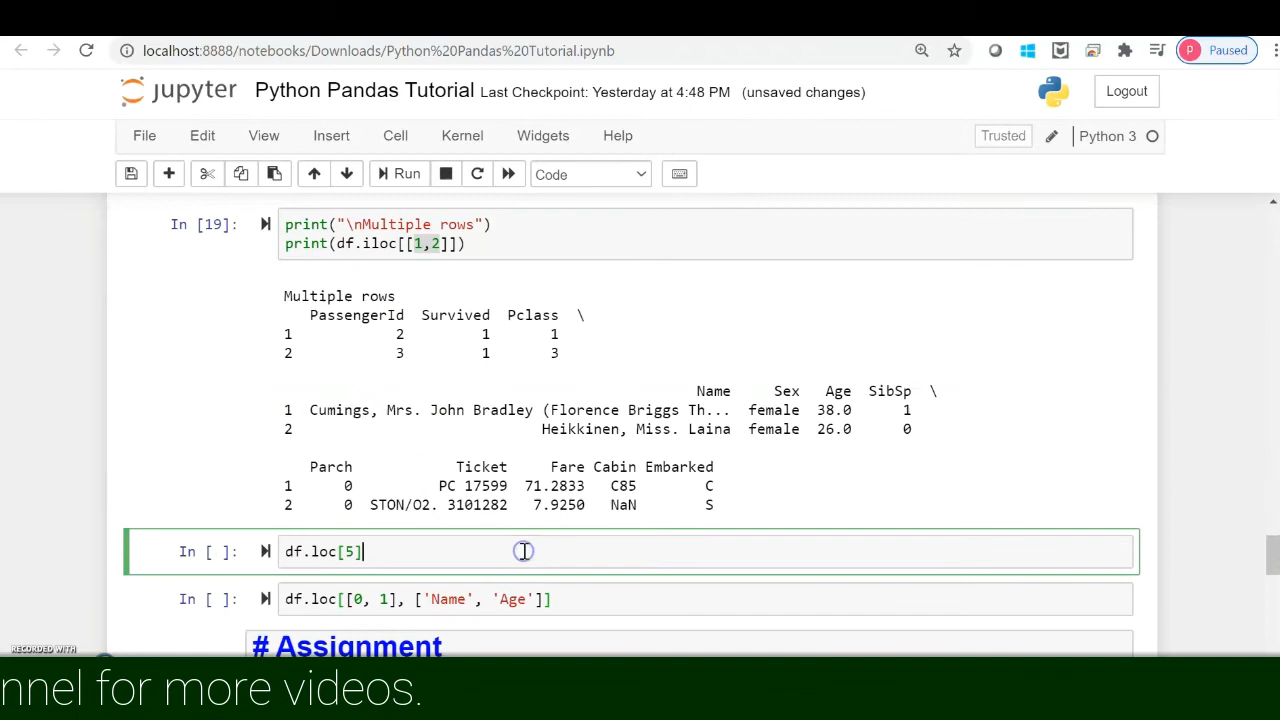 localhost:8888/notebooks/Downloads/Python%20Pandas%20Tutorial.ipynb
P Paused
jupyter Python Pandas Tutorial Last Checkpoint: Yesterday at 4:48 PM (unsaved changes)
Logout
File Edit View Insert Cell Kernel Widgets Help
Trusted Python 3
Run Code
In [19]: print("\nMultiple rows")
print(df.iloc[[1,2]])
Multiple rows
PassengerId Survived Pclass \
1 2 1 1
2 3 1 3
Name Sex Age SibSp \
1 Cumings, Mrs. John Bradley (Florence Briggs Th... female 38.0 1
2 Heikkinen, Miss. Laina female 26.0 0
Parch Ticket Fare Cabin Embarked
1 0 PC 17599 71.2833 C85 C
2 0 STON/O2. 3101282 7.9250 NaN S
In [ ]: df.loc[5]
In [ ]: df.loc[[0, 1], ['Name', 'Age']]
# Assignment
RECORDED WITH
nnel for more videos.